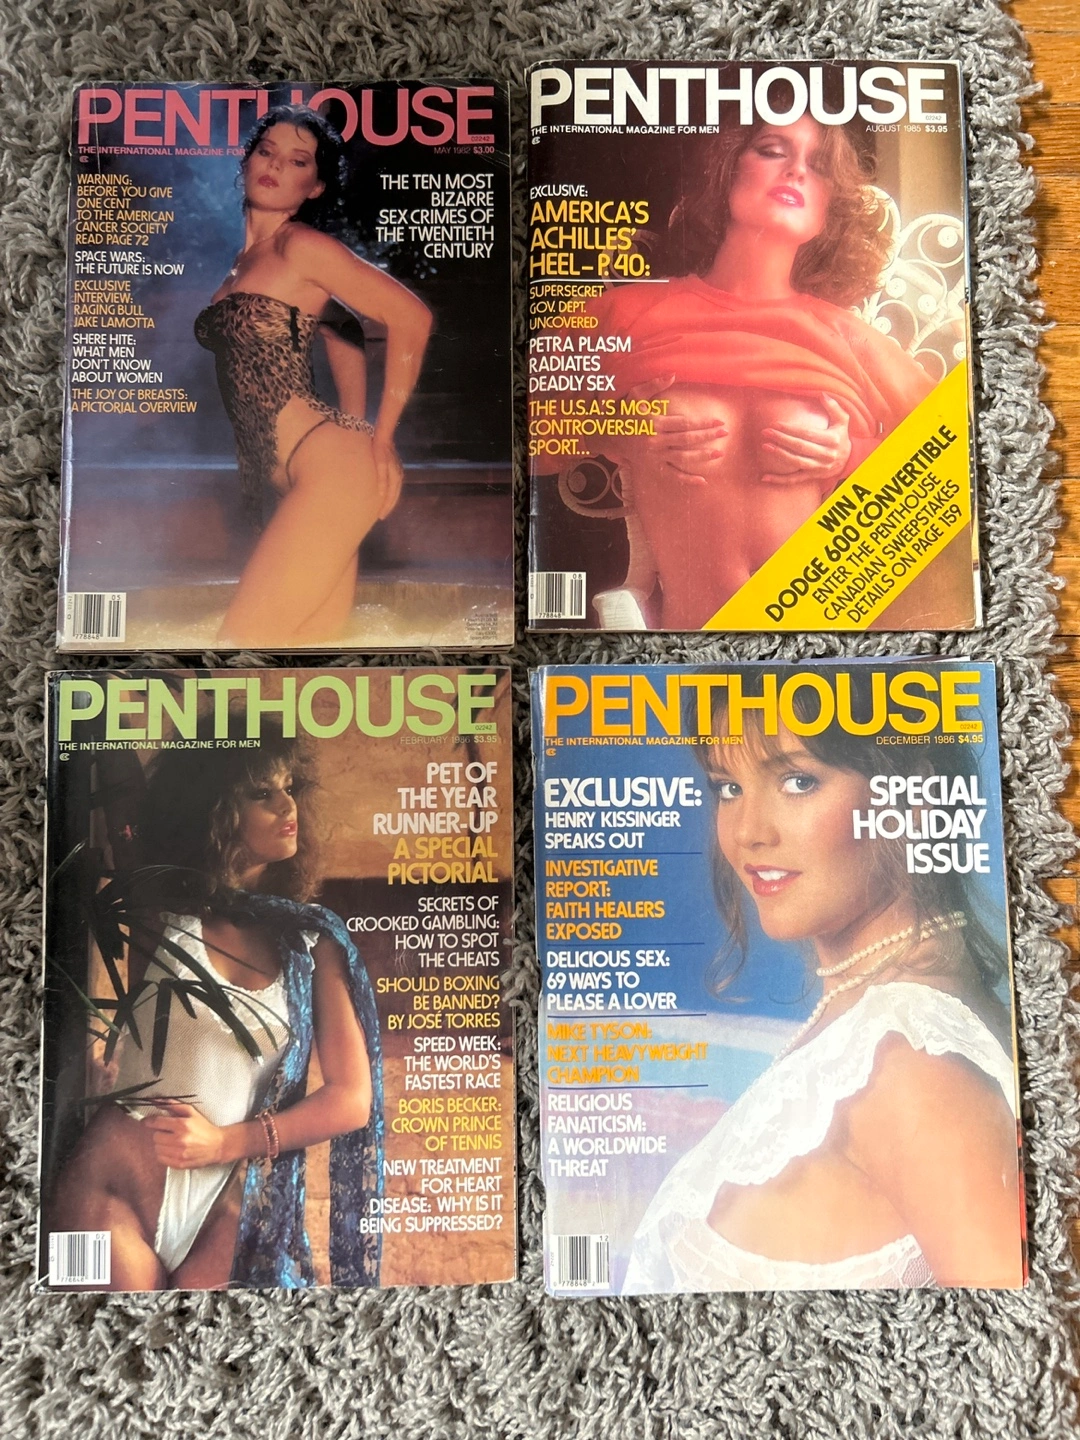 PENTHOUSE
02242
THE INTERNATIONAL MAGAZINE FOR
MAY 1982 $3.00
WARNING:
BEFORE YOU GIVE
ONE CENT
TO THE AMERICAN
CANCER SOCIETY
READ PAGE 72
SPACE WARS:
THE FUTURE IS NOW
EXCLUSIVE
INTERVIEW:
RAGING BULL
JAKE LAMOTTA
SHERE HITE:
WHAT MEN
DON'T KNOW
ABOUT WOMEN
THE JOY OF BREASTS:
A PICTORIAL OVERVIEW
THE TEN MOST
BIZARRE
SEX CRIMES OF
THE TWENTIETH
CENTURY
05
PENTHOUSE
02242
THE INTERNATIONAL MAGAZINE FOR MEN
AUGUST 1985 $3.95
EXCLUSIVE:
AMERICA'S
ACHILLES'
HEEL–P. 40:
SUPERSECRET
GOV. DEPT.
UNCOVERED
PETRA PLASM
RADIATES
DEADLY SEX
THE U.S.A.'S MOST
CONTROVERSIAL
SPORT...
WIN A
DODGE 600 CONVERTIBLE
ENTER THE PENTHOUSE
CANADIAN SWEEPSTAKES
DETAILS ON PAGE 159
08
PENTHOUSE
02242
THE INTERNATIONAL MAGAZINE FOR MEN
FEBRUARY 1986 $3.95
PET OF
THE YEAR
RUNNER-UP
A SPECIAL
PICTORIAL
SECRETS OF
CROOKED GAMBLING:
HOW TO SPOT
THE CHEATS
SHOULD BOXING
BE BANNED?
BY JOSÉ TORRES
SPEED WEEK:
THE WORLD'S
FASTEST RACE
BORIS BECKER:
CROWN PRINCE
OF TENNIS
NEW TREATMENT
FOR HEART
DISEASE: WHY IS IT
BEING SUPPRESSED?
02
PENTHOUSE
02242
THE INTERNATIONAL MAGAZINE FOR MEN
DECEMBER 1986 $4.95
EXCLUSIVE:
HENRY KISSINGER
SPEAKS OUT
INVESTIGATIVE
REPORT:
FAITH HEALERS
EXPOSED
DELICIOUS SEX:
69 WAYS TO
PLEASE A LOVER
MIKE TYSON:
NEXT HEAVYWEIGHT
CHAMPION
RELIGIOUS
FANATICISM:
A WORLDWIDE
THREAT
SPECIAL
HOLIDAY
ISSUE
12